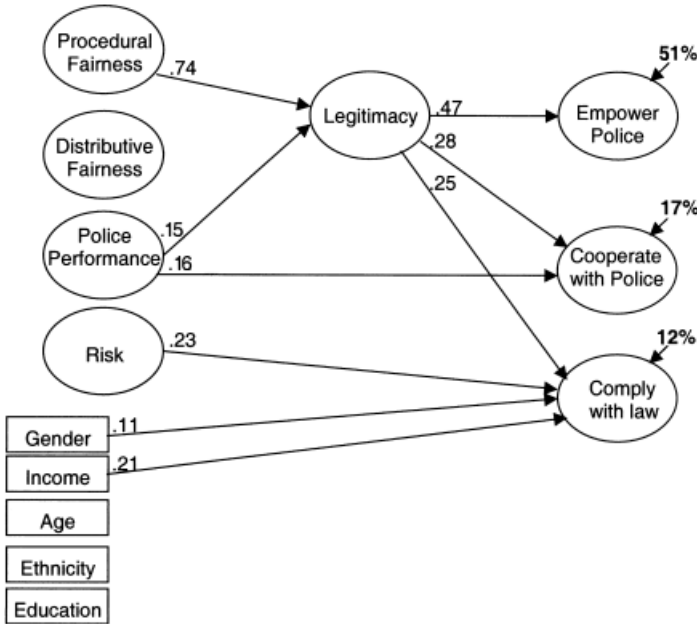 Procedural
Fairness
.74
51%
Legitimacy
.47
Empower
Police
.28
Distributive
Fairness
.25
17%
Police
Performance
.15
.16
Cooperate
with Police
Risk
.23
12%
Comply
with law
Gender
.11
Income
.21
Age
Ethnicity
Education